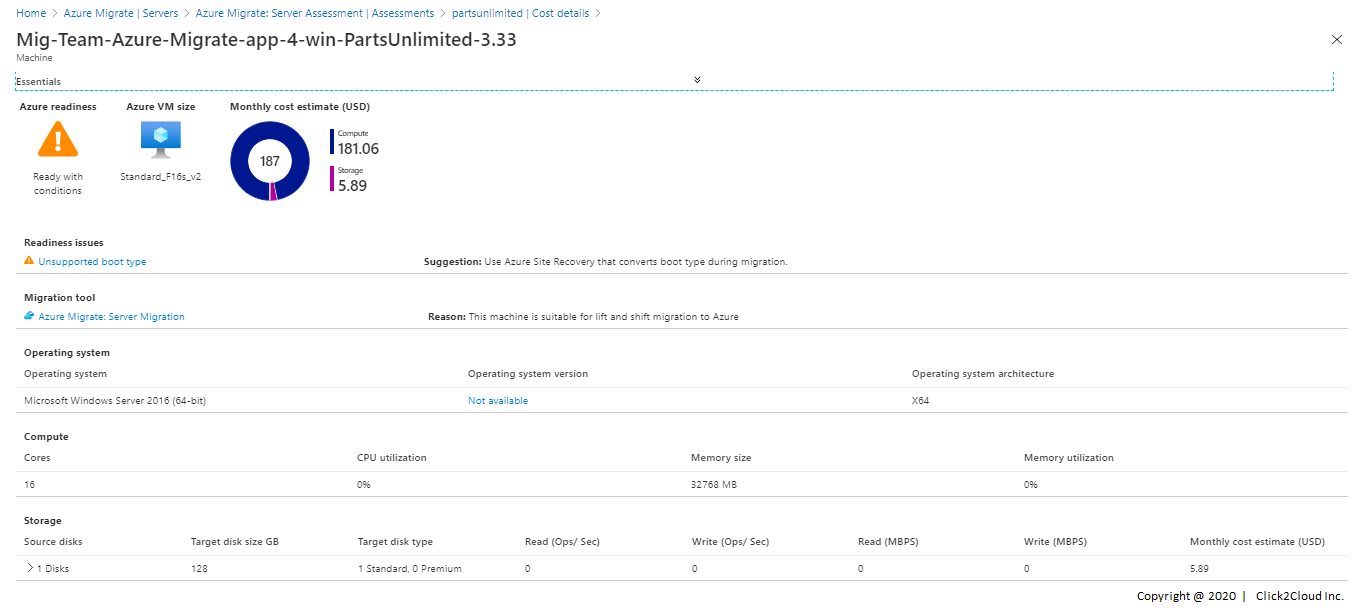 Home > Azure Migrate | Servers > Azure Migrate: Server Assessment | Assessments > partsunlimited | Cost details >
Mig-Team-Azure-Migrate-app-4-win-PartsUnlimited-3.33
Machine
Essentials
Azure readiness Azure VM size Monthly cost estimate (USD)
Ready with
conditions
Standard_F16s_v2
187
Compute
181.06
Storage
5.89
Readiness issues
Unsupported boot type Suggestion: Use Azure Site Recovery that converts boot type during migration.
Migration tool
Azure Migrate: Server Migration Reason: This machine is suitable for lift and shift migration to Azure
Operating system
Operating system Operating system version Operating system architecture
Microsoft Windows Server 2016 (64-bit) Not available X64
Compute
Cores CPU utilization Memory size Memory utilization
16 0% 32768 MB 0%
Storage
Source disks Target disk size GB Target disk type Read (Ops/ Sec) Write (Ops/ Sec) Read (MBPS) Write (MBPS) Monthly cost estimate (USD)
> 1 Disks 128 1 Standard, 0 Premium 0 0 0 0 5.89
Copyright @ 2020 | Click2Cloud Inc.